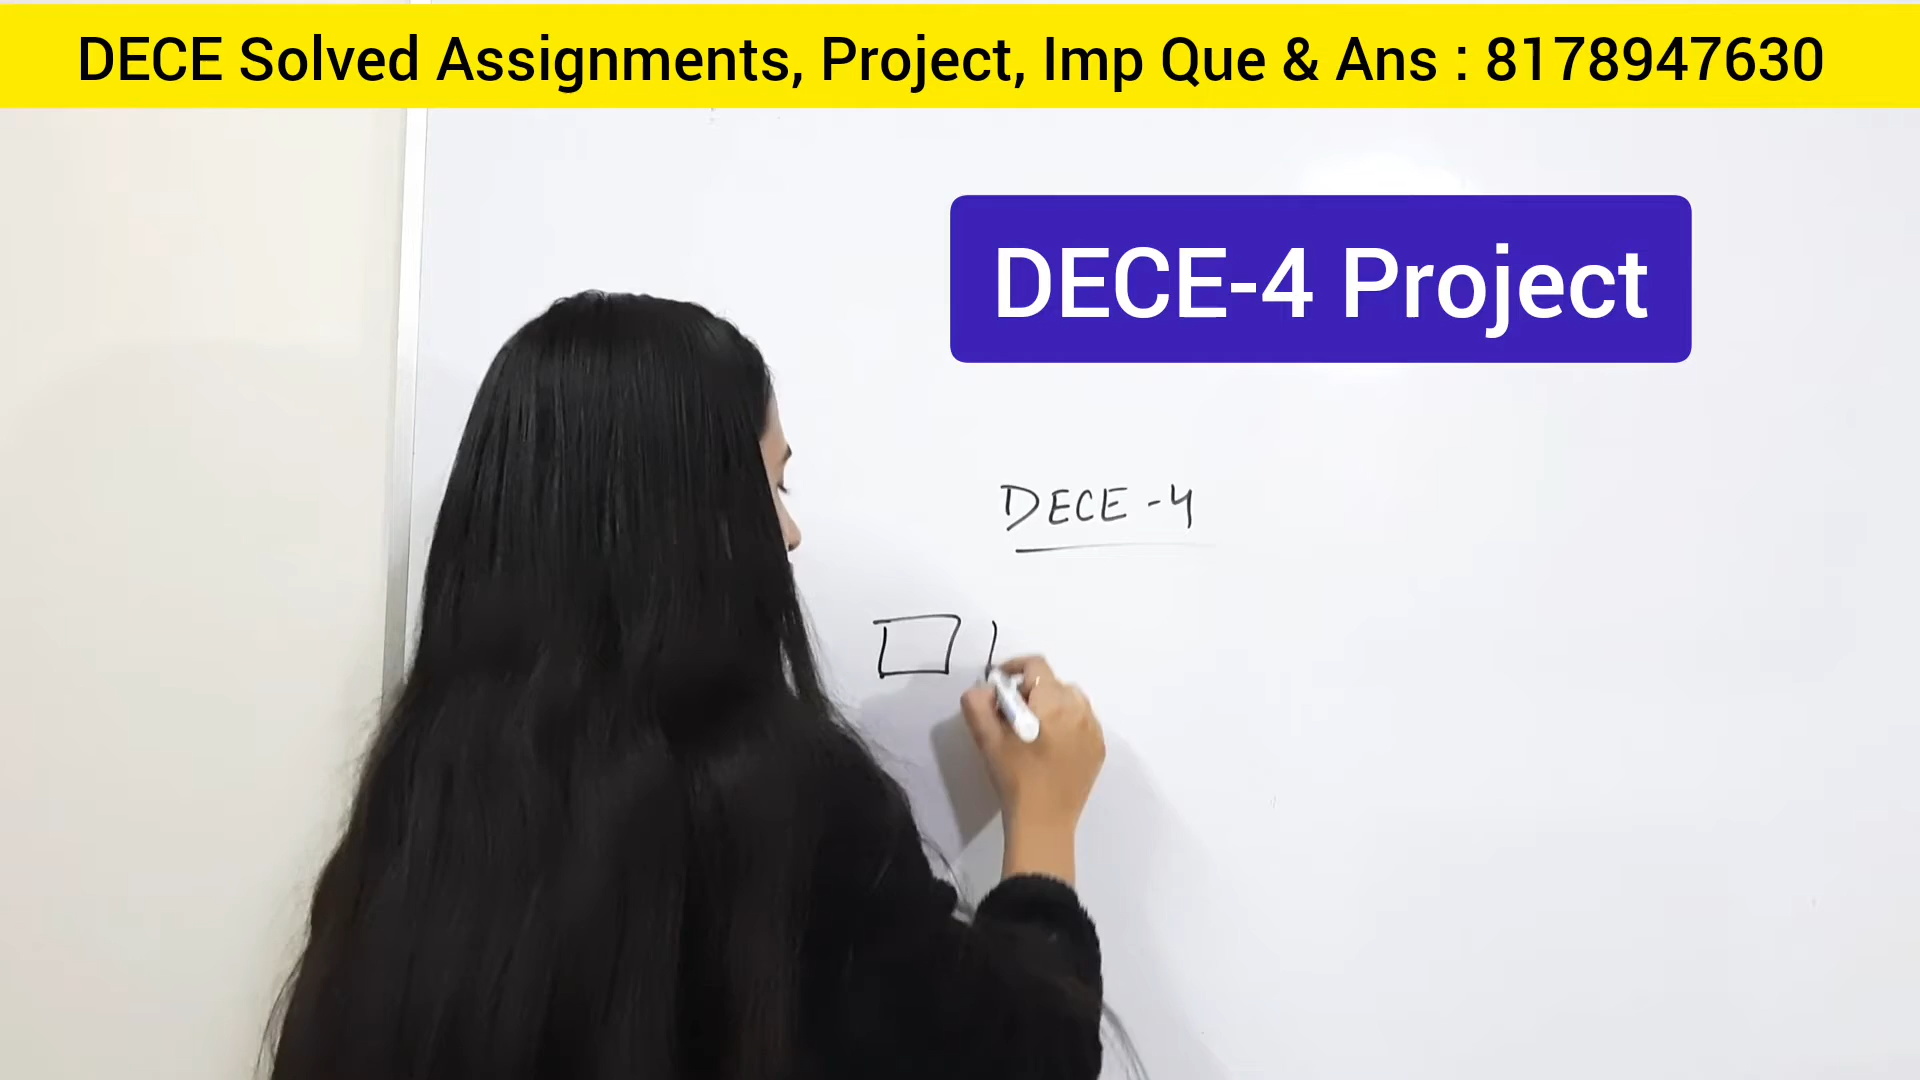 DECE Solved Assignments, Project, Imp Que & Ans : 8178947630
DECE-4 Project
DECE-4